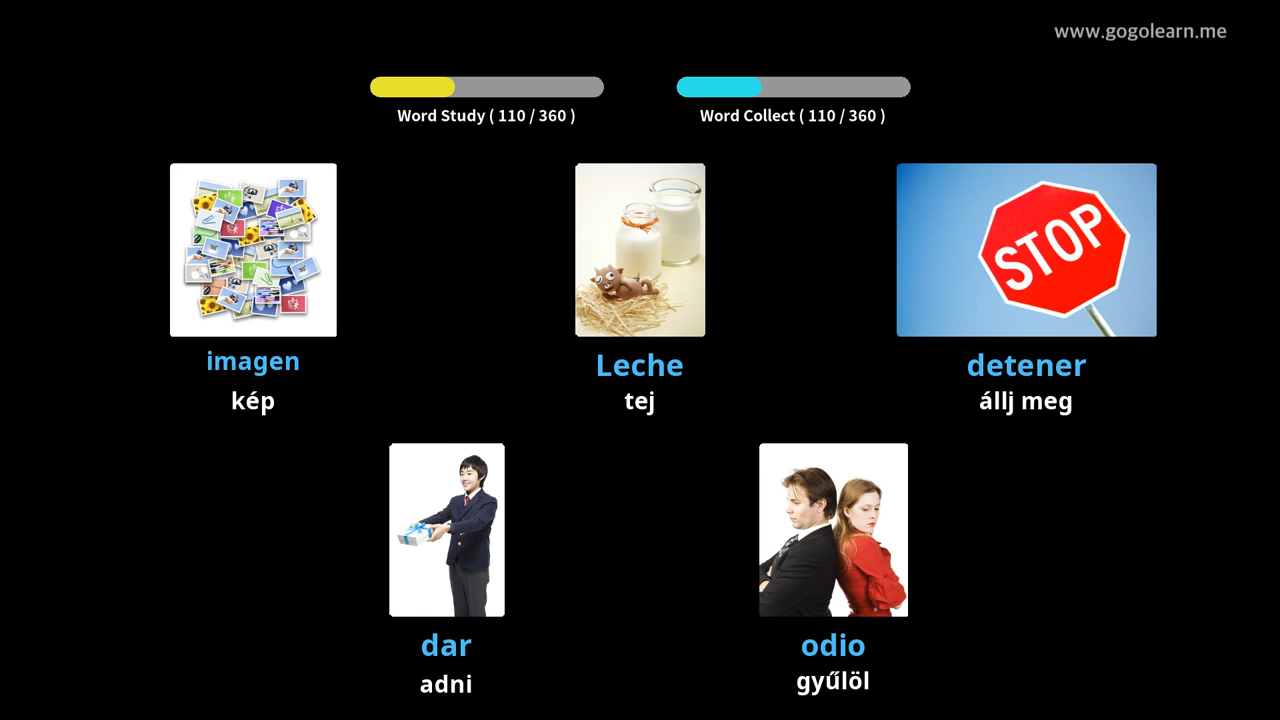 www.gogolearn.me
Word Study ( 110 / 360 )
Word Collect ( 110 / 360 )
STOP
imagen
kép
Leche
tej
detener
állj meg
dar
adni
odio
gyűlöl